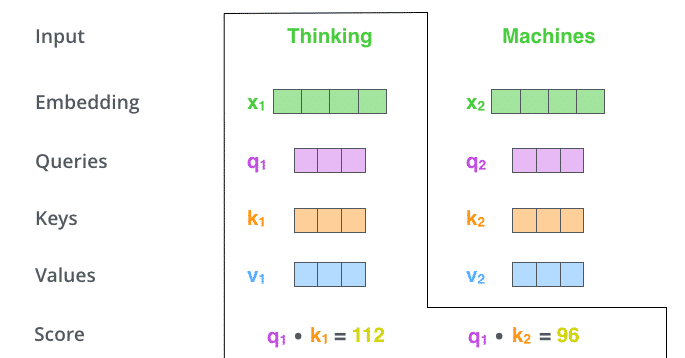 Input Thinking Machines
Embedding x₁ x₂
Queries q₁ q₂
Keys k₁ k₂
Values v₁ v₂
Score q₁ • k₁ = 112 q₁ • k₂ = 96